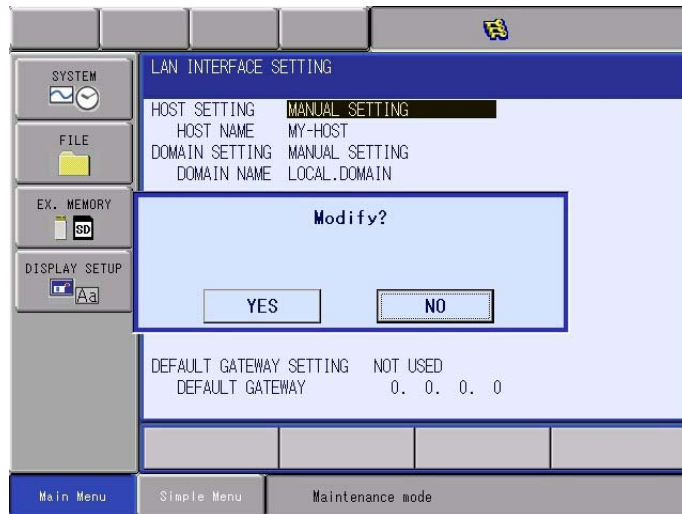 SYSTEM
FILE
EX. MEMORY
SD
DISPLAY SETUP
Aa
LAN INTERFACE SETTING
HOST SETTING MANUAL SETTING
HOST NAME MY-HOST
DOMAIN SETTING MANUAL SETTING
DOMAIN NAME LOCAL.DOMAIN
Modify?
YES NO
DEFAULT GATEWAY SETTING NOT USED
DEFAULT GATEWAY 0. 0. 0. 0
Main Menu Simple Menu Maintenance mode